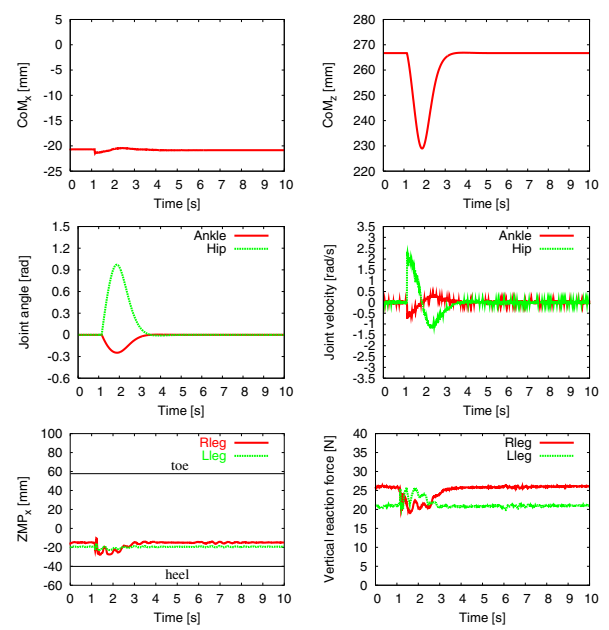 CoMx [mm]
5
0
-5
-10
-15
-20
-25
0 1 2 3 4 5 6 7 8 9 10
Time [s]
CoMz [mm]
280
270
260
250
240
230
220
0 1 2 3 4 5 6 7 8 9 10
Time [s]
Joint angle [rad]
1.5
1.2
0.9
0.6
0.3
0
-0.3
-0.6
Ankle
Hip
0 1 2 3 4 5 6 7 8 9 10
Time [s]
Joint velocity [rad/s]
3.5
3
2.5
2
1.5
1
0.5
0
-0.5
-1
-1.5
-2
-2.5
-3
-3.5
Ankle
Hip
0 1 2 3 4 5 6 7 8 9 10
Time [s]
ZMPx [mm]
100
80
60
40
20
0
-20
-40
-60
Rleg
Lleg
toe
heel
0 1 2 3 4 5 6 7 8 9 10
Time [s]
Vertical reaction force [N]
40
35
30
25
20
15
10
5
0
Rleg
Lleg
0 1 2 3 4 5 6 7 8 9 10
Time [s]